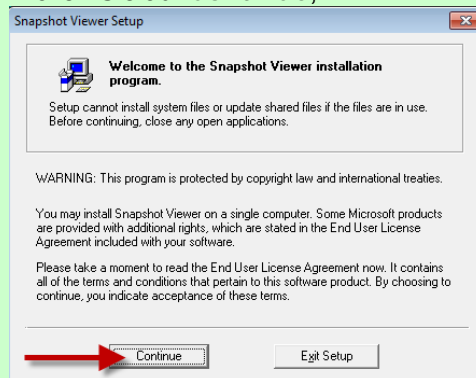 Snapshot Viewer Setup
Welcome to the Snapshot Viewer installation
program.
Setup cannot install system files or update shared files if the files are in use.
Before continuing, close any open applications.
WARNING: This program is protected by copyright law and international treaties.
You may install Snapshot Viewer on a single computer. Some Microsoft products
are provided with additional rights, which are stated in the End User License
Agreement included with your software.
Please take a moment to read the End User License Agreement now. It contains
all of the terms and conditions that pertain to this software product. By choosing to
continue, you indicate acceptance of these terms.
Continue
Exit Setup